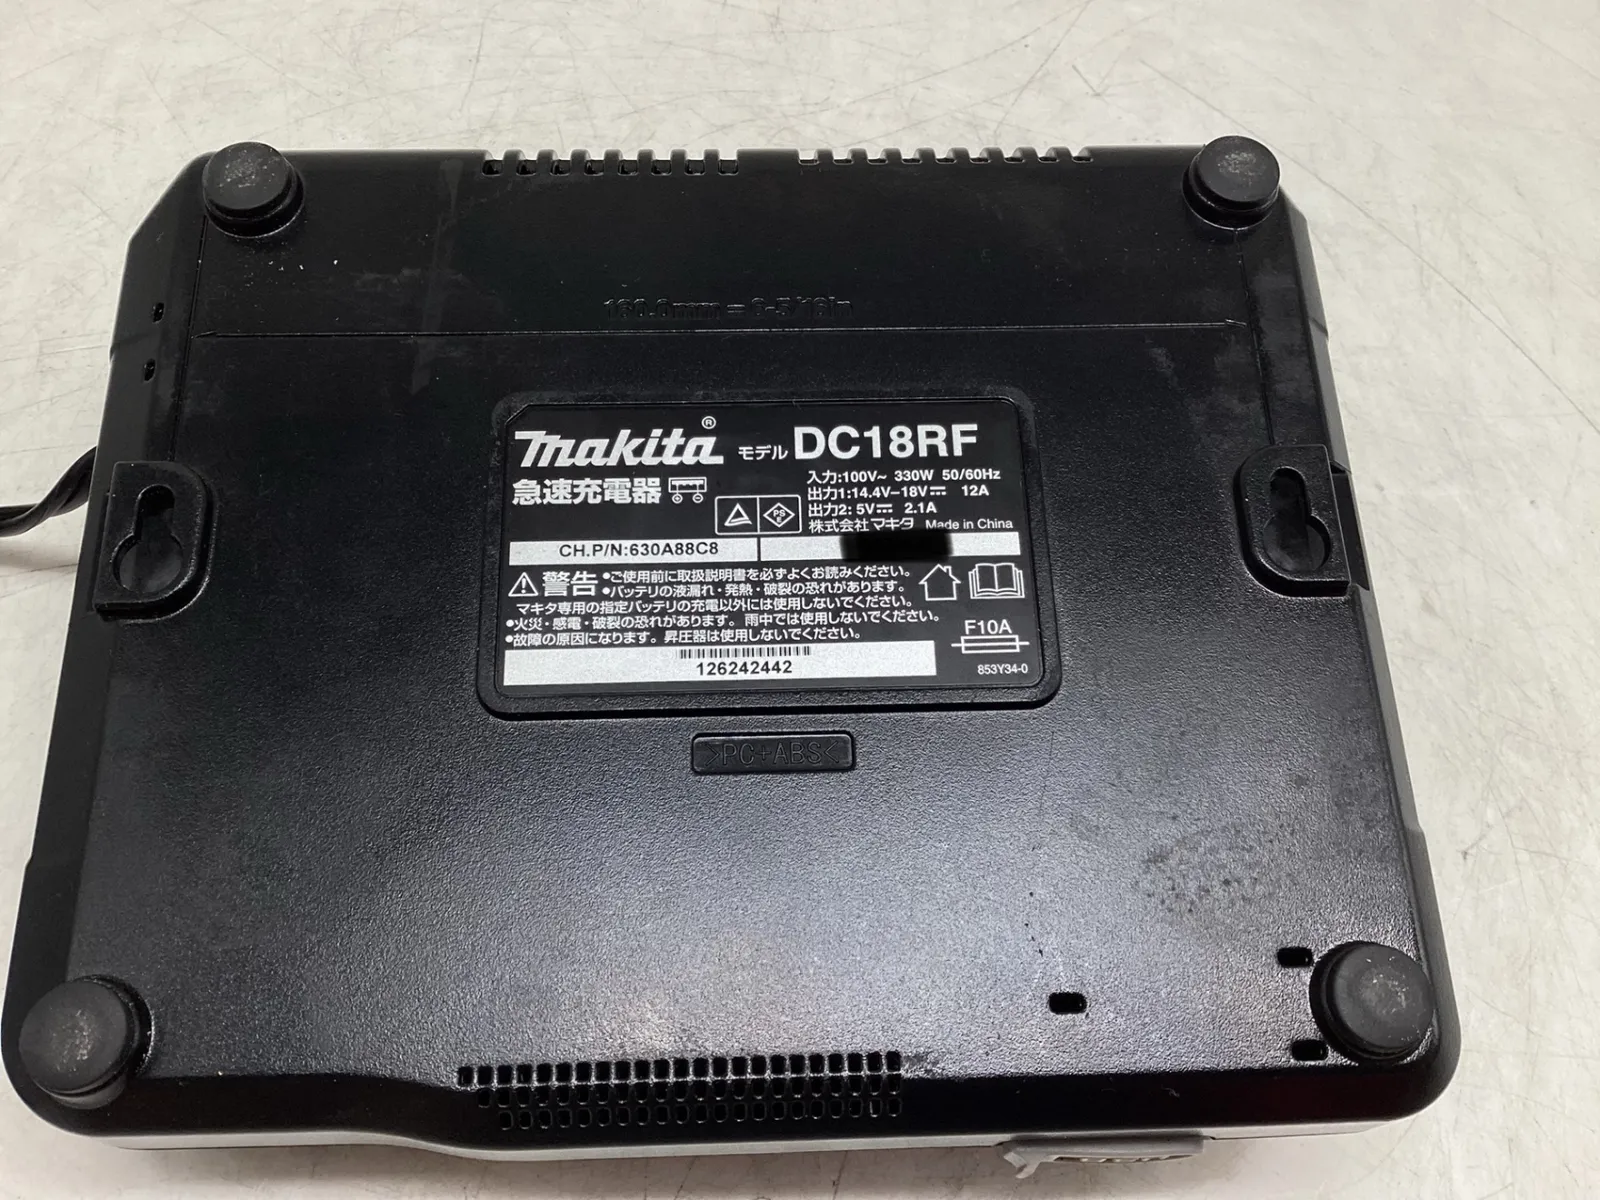 160.0mm = 6-5/16in
makita® モデル DC18RF
急速充電器
入力:100V~ 330W 50/60Hz
出力1:14.4V-18V⎓ 12A
出力2: 5V⎓ 2.1A
PS
E
株式会社マキタ Made in China
CH.P/N:630A88C8
警告 •ご使用前に取扱説明書を必ずよくお読みください。
•バッテリの液漏れ・発熱・破裂の恐れがあります。
マキタ専用の指定バッテリの充電以外には使用しないでください。
•火災・感電・破裂の恐れがあります。雨中では使用しないでください。
•故障の原因になります。昇圧器は使用しないでください。
F10A
126242442
853Y34-0
>PC+ABS<